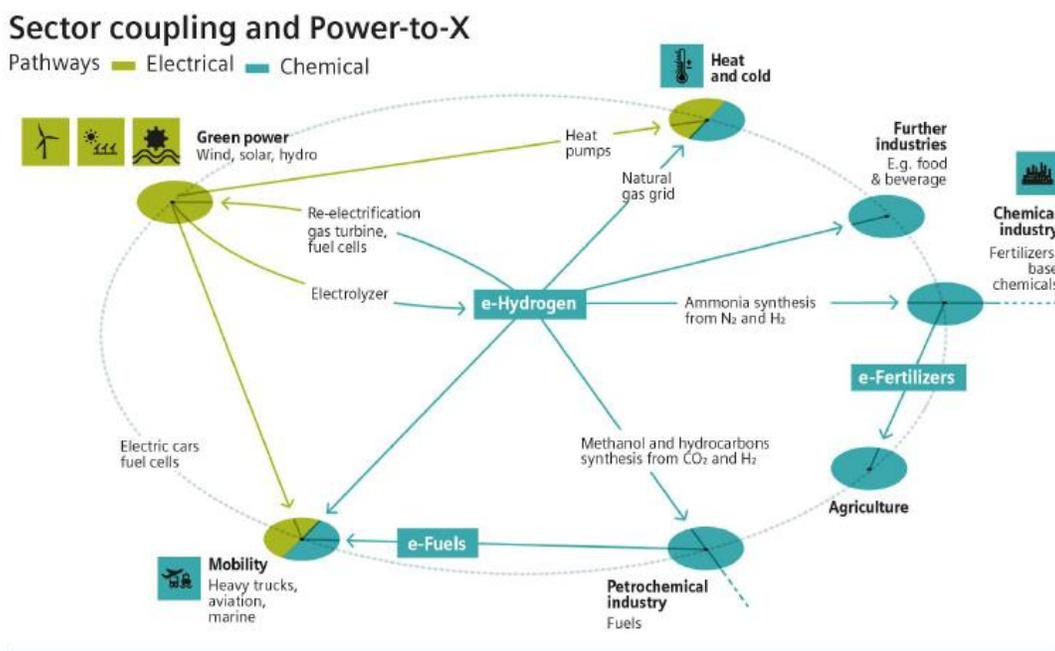 Sector coupling and Power-to-X
Pathways Electrical Chemical
Heat
and cold
Green power
Wind, solar, hydro
Heat
pumps
Further
industries
E.g. food
& beverage
Natural
gas grid
Re-electrification
gas turbine,
fuel cells
Chemica
industry
Fertilizers
base
chemicals
Electrolyzer
e-Hydrogen
Ammonia synthesis
from N₂ and H₂
e-Fertilizers
Electric cars
fuel cells
Methanol and hydrocarbons
synthesis from CO₂ and H₂
Agriculture
e-Fuels
Mobility
Heavy trucks,
aviation,
marine
Petrochemical
industry
Fuels